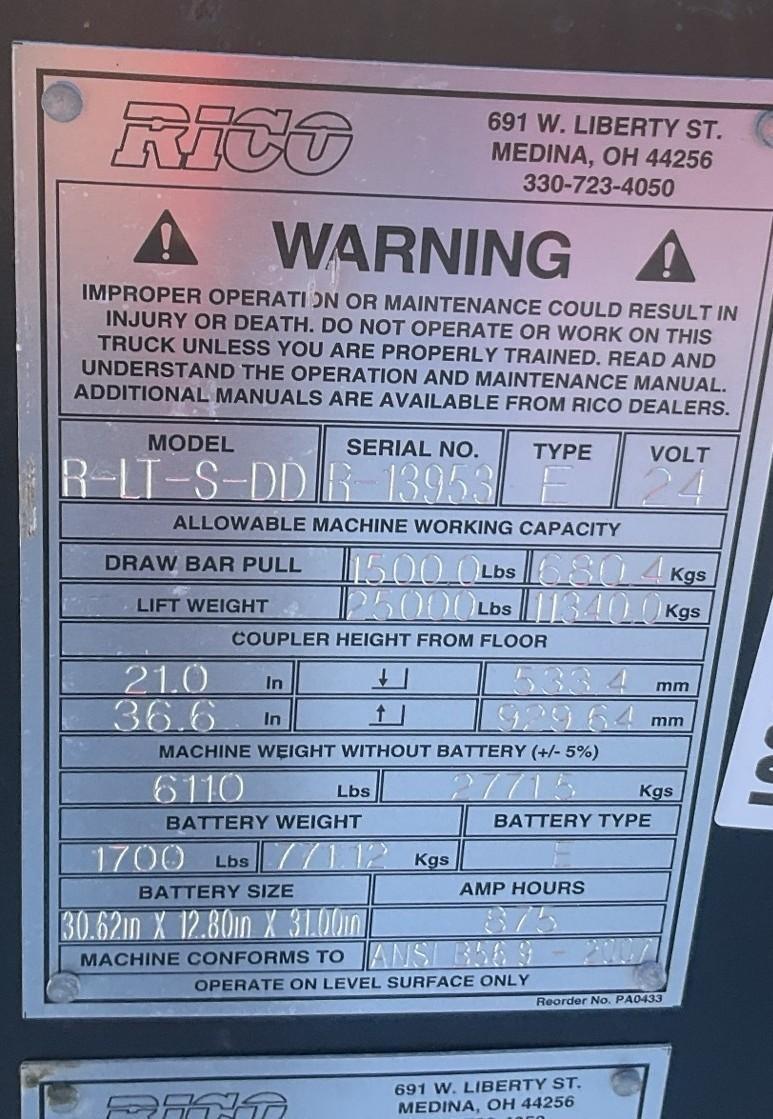 RICO
691 W. LIBERTY ST.
MEDINA, OH 44256
330-723-4050
WARNING
IMPROPER OPERATION OR MAINTENANCE COULD RESULT IN
INJURY OR DEATH. DO NOT OPERATE OR WORK ON THIS
TRUCK UNLESS YOU ARE PROPERLY TRAINED. READ AND
UNDERSTAND THE OPERATION AND MAINTENANCE MANUAL.
ADDITIONAL MANUALS ARE AVAILABLE FROM RICO DEALERS.
MODEL SERIAL NO. TYPE VOLT
R-LT-S-DD R-13953 E 24
ALLOWABLE MACHINE WORKING CAPACITY
DRAW BAR PULL 1500.0 Lbs 680.4 Kgs
LIFT WEIGHT 25000 Lbs 11340.0 Kgs
COUPLER HEIGHT FROM FLOOR
21.0 In 533.4 mm
36.6 In 929.64 mm
MACHINE WEIGHT WITHOUT BATTERY (+/- 5%)
6110 Lbs 2771.5 Kgs
BATTERY WEIGHT BATTERY TYPE
1700 Lbs 771.12 Kgs E
BATTERY SIZE AMP HOURS
30.62in X 12.80in X 31.00in 875
MACHINE CONFORMS TO ANSI B56.9 - 2007
OPERATE ON LEVEL SURFACE ONLY
Reorder No. PA0433
RICO
691 W. LIBERTY ST.
MEDINA, OH 44256